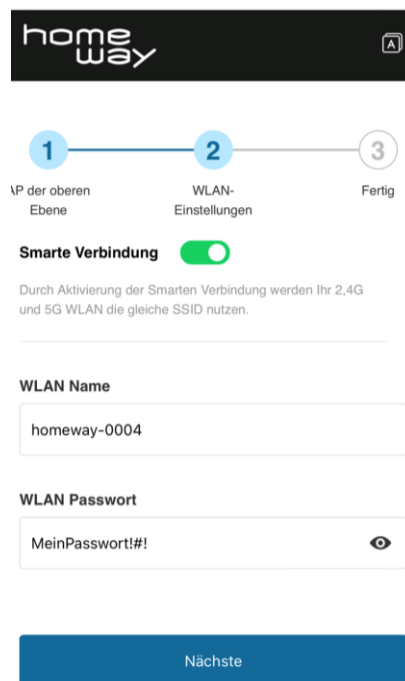 home
way
A
1
2
3
AP der oberen
Ebene
WLAN-
Einstellungen
Fertig
Smarte Verbindung
Durch Aktivierung der Smarten Verbindung werden Ihr 2,4G
und 5G WLAN die gleiche SSID nutzen.
WLAN Name
homeway-0004
WLAN Passwort
MeinPasswort!#!
Nächste